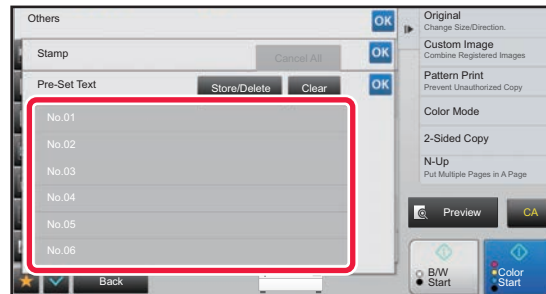 Others
OK
Stamp
Cancel All
OK
Pre-Set Text
Store/Delete
Clear
OK
No.01
No.02
No.03
No.04
No.05
No.06
Back
Original
Change Size/Direction.
Custom Image
Combine Registered Images
Pattern Print
Prevent Unauthorized Copy
Color Mode
2-Sided Copy
N-Up
Put Multiple Pages in A Page
Preview
CA
B/W
Start
Color
Start